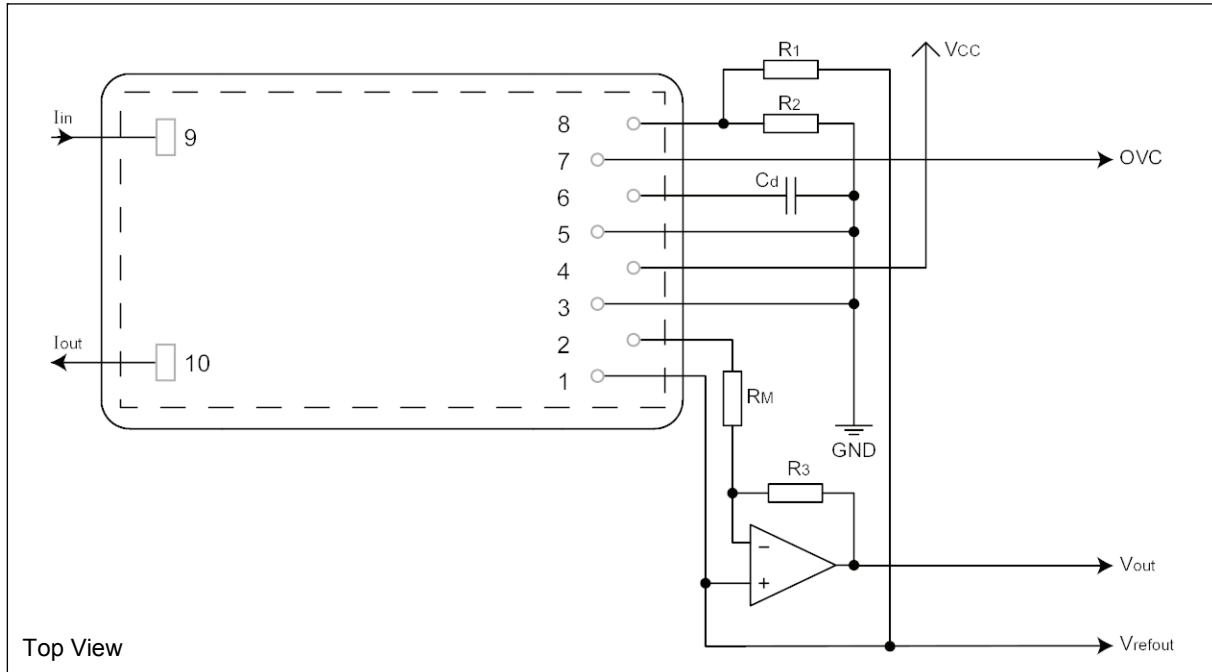 R1
VCC
Iin
9
8
R2
7
OVC
6
Cd
5
4
3
Iout
10
2
1
RM
GND
R3
−
+
Vout
Vrefout
Top View